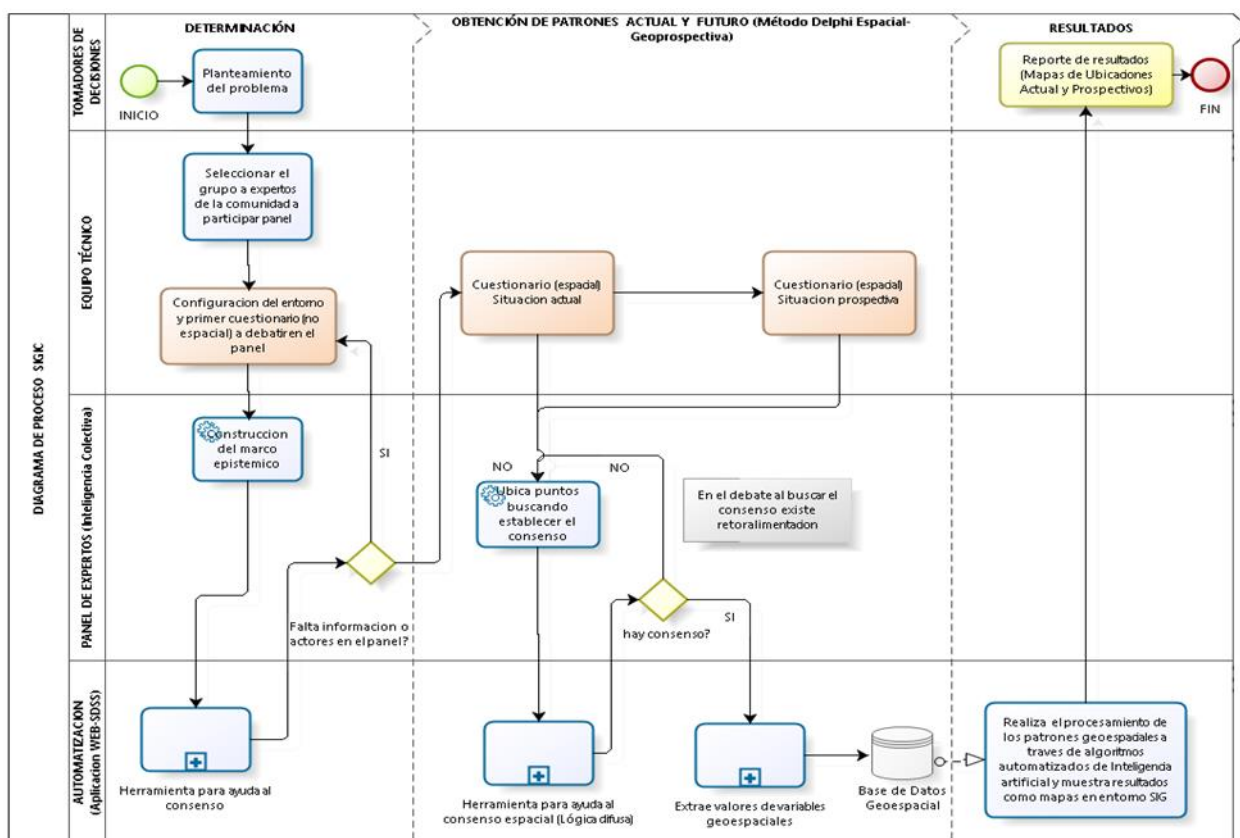 DETERMINACIÓN
OBTENCIÓN DE PATRONES ACTUAL Y FUTURO (Método Delphi Espacial-
Geoprospectiva)
RESULTADOS
DIAGRAMA DE PROCESO SIGIC
TOMADORES DE
DECISIONES
INICIO
Planteamiento
del problema
Reporte de resultados
(Mapas de Ubicaciones
Actual y Prospectivos)
FIN
EQUIPO TÉCNICO
Seleccionar el
grupo a expertos
de la comunidad a
participar panel
Configuracion del entorno
y primer cuestionario (no
espacial) a debatir en el
panel
Cuestionario (espacial)
Situacion actual
Cuestionario (espacial)
Situacion prospectiva
PANEL DE EXPERTOS (Inteligencia Colectiva)
Construccion
del marco
epistemico
SI
Falta informacion o
actores en el panel?
NO
NO
Ubica puntos
buscando
establecer el
consenso
En el debate al buscar el
consenso existe
retoralimentacion
hay consenso?
SI
AUTOMATIZACION
(Aplicacion WEB-SDSS)
Herramienta para ayuda al
consenso
Herramienta para ayuda al
consenso espacial (Lógica difusa)
Extrae valores de variables
geoespaciales
Base de Datos
Geoespacial
Realiza el procesamiento de
los patrones geoespaciales a
traves de algoritmos
automatizados de Inteligencia
artificial y muestra resultados
como mapas en entorno SIG